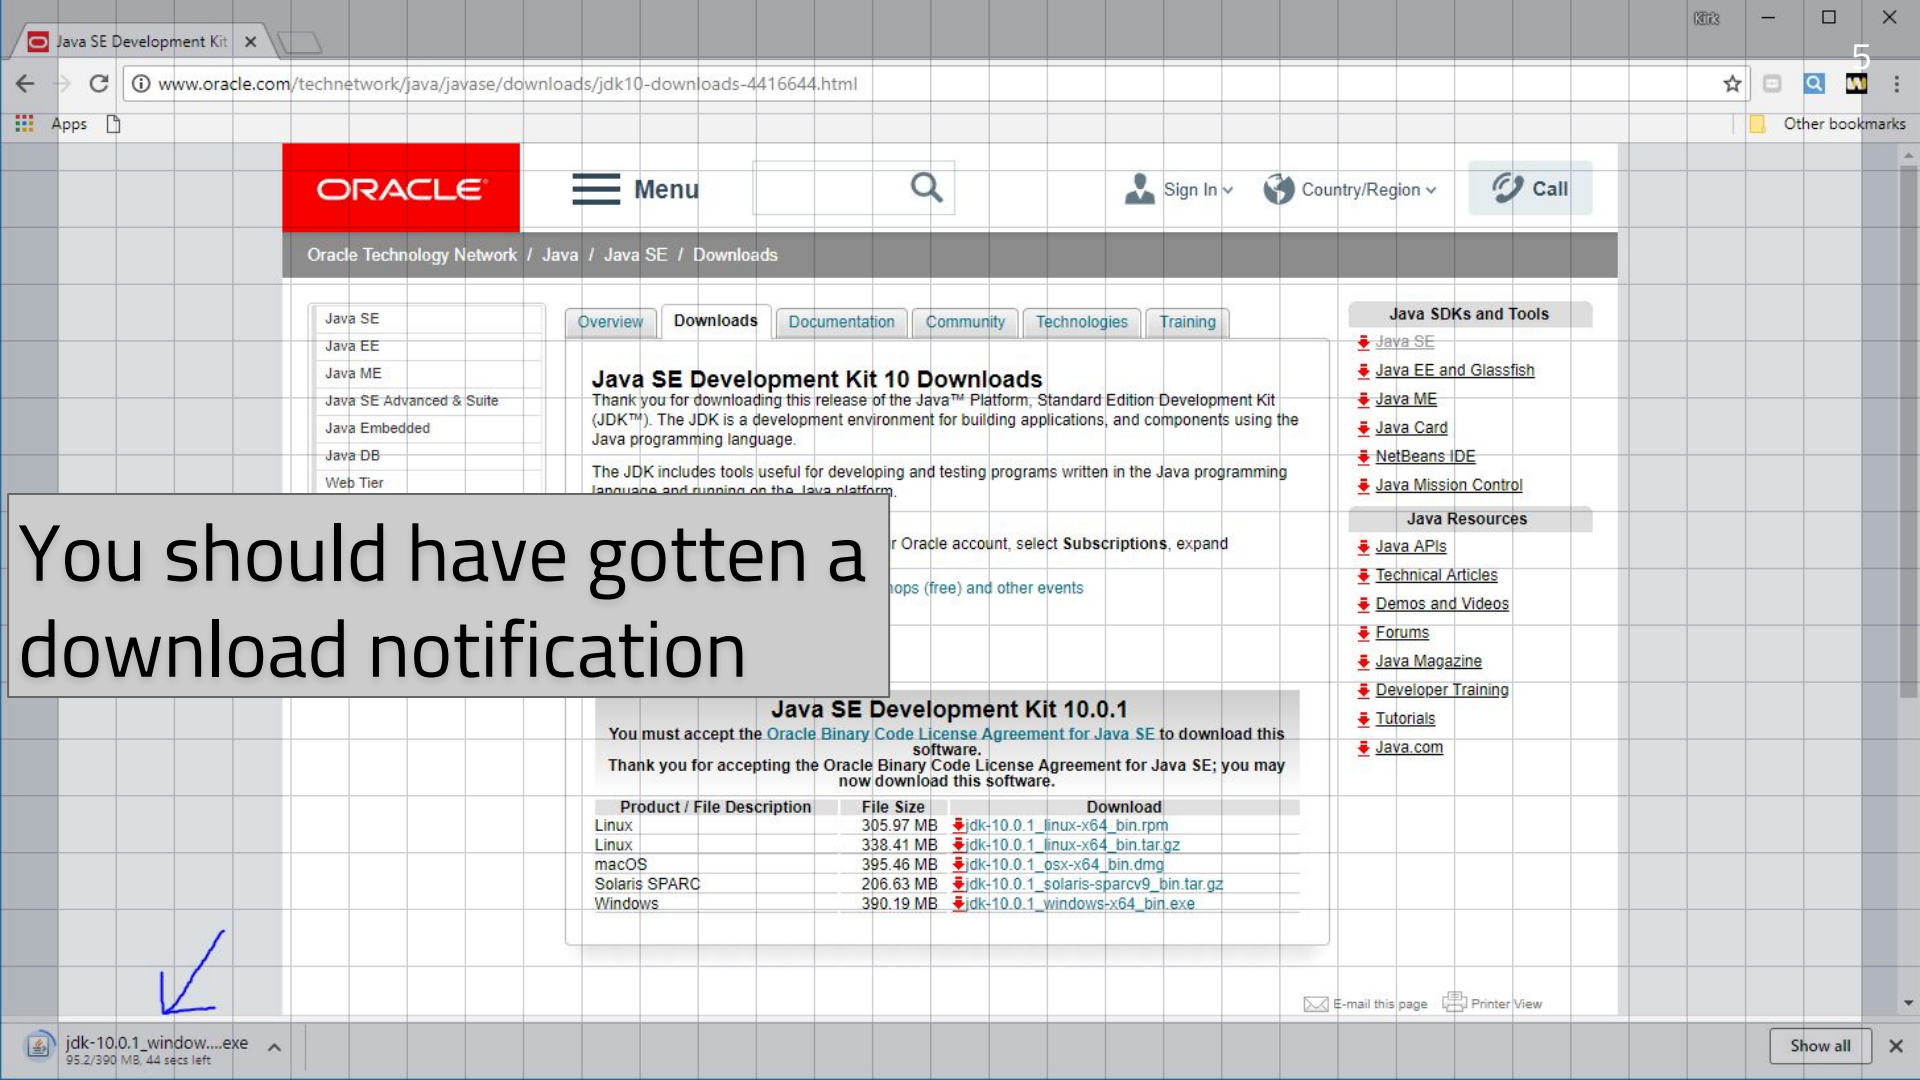 Kirk
5
Java SE Development Kit
www.oracle.com/technetwork/java/javase/downloads/jdk10-downloads-4416644.html
Apps
Other bookmarks
ORACLE
Menu
Sign In
Country/Region
Call
Oracle Technology Network / Java / Java SE / Downloads
Java SE
Java EE
Java ME
Java SE Advanced & Suite
Java Embedded
Java DB
Web Tier
Overview
Downloads
Documentation
Community
Technologies
Training
Java SE Development Kit 10 Downloads
Thank you for downloading this release of the Java™ Platform, Standard Edition Development Kit
(JDK™). The JDK is a development environment for building applications, and components using the
Java programming language.
The JDK includes tools useful for developing and testing programs written in the Java programming
language and running on the Java platform.
r Oracle account, select Subscriptions, expand
hops (free) and other events
You should have gotten a
download notification
Java SE Development Kit 10.0.1
You must accept the Oracle Binary Code License Agreement for Java SE to download this
software.
Thank you for accepting the Oracle Binary Code License Agreement for Java SE; you may
now download this software.
Product / File Description File Size Download
Linux 305.97 MB jdk-10.0.1_linux-x64_bin.rpm
Linux 338.41 MB jdk-10.0.1_linux-x64_bin.tar.gz
macOS 395.46 MB jdk-10.0.1_osx-x64_bin.dmg
Solaris SPARC 206.63 MB jdk-10.0.1_solaris-sparcv9_bin.tar.gz
Windows 390.19 MB jdk-10.0.1_windows-x64_bin.exe
Java SDKs and Tools
Java SE
Java EE and Glassfish
Java ME
Java Card
NetBeans IDE
Java Mission Control
Java Resources
Java APIs
Technical Articles
Demos and Videos
Forums
Java Magazine
Developer Training
Tutorials
Java.com
E-mail this page
Printer View
jdk-10.0.1_window....exe
95.2/390 MB, 44 secs left
Show all